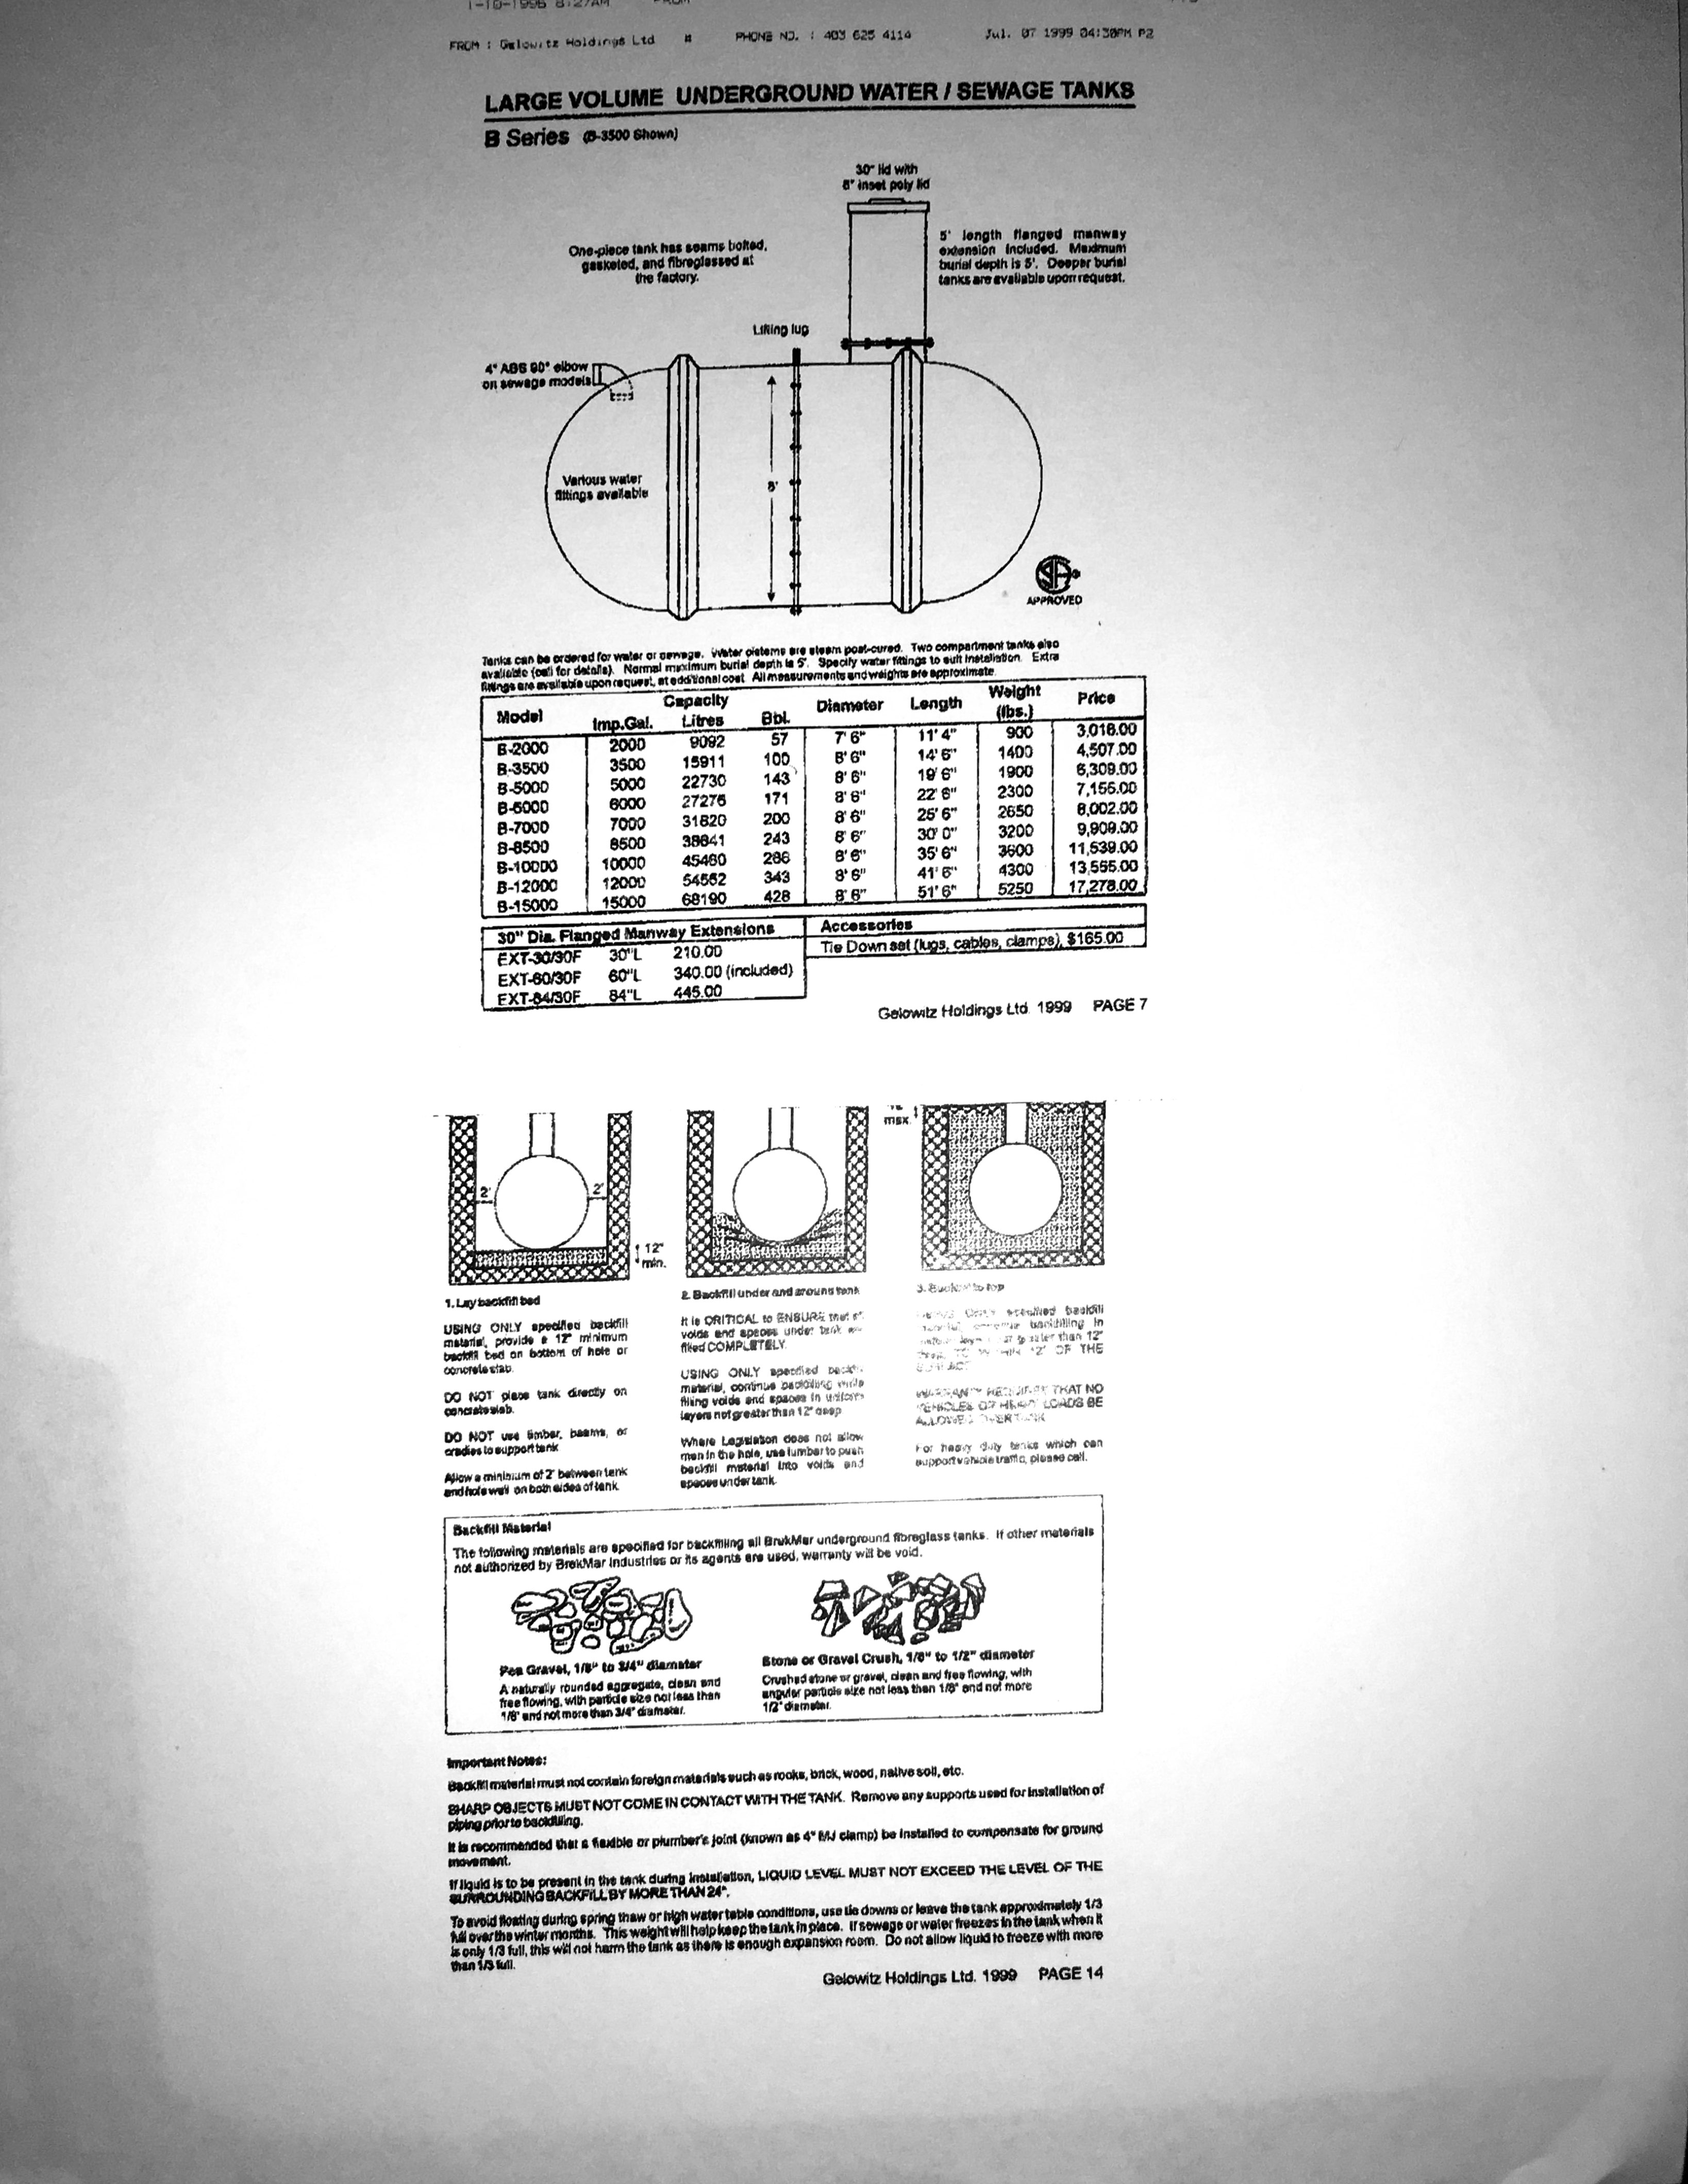 1-10-1996 8:27AM FROM
FROM : Gelowitz Holdings Ltd # PHONE NO. : 403 625 4114 Jul. 07 1999 04:30PM P2
LARGE VOLUME UNDERGROUND WATER / SEWAGE TANKS
B Series (B-3500 Shown)
30" lid with
8" inset poly lid
One-piece tank has seams bolted,
gasketed, and fibreglassed at
the factory.
5' length flanged manway
extension included. Maximum
burial depth is 5'. Deeper burial
tanks are available upon request.
Lifting lug
4" ABS 90° elbow
on sewage models
Various water
fittings available
8'
APPROVED
Tanks can be ordered for water or sewage. Water cisterns are steam post-cured. Two compartment tanks also
available (call for details). Normal maximum burial depth is 5'. Specify water fittings to suit installation. Extra
fittings are available upon request, at additional cost. All measurements and weights are approximate.
Model Capacity Diameter Length Weight Price
Imp.Gal. Litres Bbl. (lbs.)
B-2000 2000 9092 57 7' 6" 11' 4" 900 3,018.00
B-3500 3500 15911 100 8' 6" 14' 6" 1400 4,507.00
B-5000 5000 22730 143 8' 6" 19' 6" 1900 6,309.00
B-6000 6000 27276 171 8' 6" 22' 6" 2300 7,155.00
B-7000 7000 31820 200 8' 6" 25' 6" 2650 8,002.00
B-8500 8500 38641 243 8' 6" 30' 0" 3200 9,909.00
B-10000 10000 45460 286 8' 6" 35' 6" 3600 11,539.00
B-12000 12000 54552 343 8' 6" 41' 6" 4300 13,565.00
B-15000 15000 68190 428 8' 6" 51' 6" 5250 17,278.00
30" Dia. Flanged Manway Extensions
EXT-30/30F 30"L 210.00
EXT-60/30F 60"L 340.00 (included)
EXT-84/30F 84"L 445.00
Accessories
Tie Down set (lugs, cables, clamps), $165.00
Gelowitz Holdings Ltd. 1999 PAGE 7
2' 2'
12"
min.
max.
1. Lay backfill bed
USING ONLY specified backfill
material, provide a 12" minimum
backfill bed on bottom of hole or
concrete slab.
DO NOT place tank directly on
concrete slab.
DO NOT use timber, beams, or
cradles to support tank
Allow a minimum of 2' between tank
and hole wall on both sides of tank.
2. Backfill under and around tank
It is CRITICAL to ENSURE that all
voids and spaces under tank are
filled COMPLETELY.
USING ONLY specified backfill
material, continue backfilling while
filling voids and spaces in uniform
layers not greater than 12" deep
Where Legislation does not allow
men in the hole, use lumber to push
backfill material into voids and
spaces under tank.
3. Backfill to top
specified backfill
material, continue backfilling in
greater than 12"
12" OF THE
SURFACE
WARRANTY REQUIRES THAT NO
VEHICLES OR HEAVY LOADS BE
ALLOWED OVER TANK
For heavy duty tanks which can
support vehicle traffic, please call.
Backfill Material
The following materials are specified for backfilling all BrukMar underground fibreglass tanks. If other materials
not authorized by BrukMar Industries or its agents are used, warranty will be void.
Pea Gravel, 1/8" to 3/4" diamater
A naturally rounded aggregate, clean and
free flowing, with particle size not less than
1/8" and not more than 3/4" diamater.
Stone or Gravel Crush, 1/8" to 1/2" diameter
Crushed stone or gravel, clean and free flowing, with
angular particle size not less than 1/8" and not more
1/2" diameter.
Important Notes:
Backfill material must not contain foreign materials such as rocks, brick, wood, native soil, etc.
SHARP OBJECTS MUST NOT COME IN CONTACT WITH THE TANK. Remove any supports used for installation of
piping prior to backfilling.
It is recommended that a flexible or plumber's joint (known as 4" MJ clamp) be installed to compensate for ground
movement.
If liquid is to be present in the tank during installation, LIQUID LEVEL MUST NOT EXCEED THE LEVEL OF THE
SURROUNDING BACKFILL BY MORE THAN 24".
To avoid floating during spring thaw or high water table conditions, use tie downs or leave the tank approximately 1/3
full over the winter months. This weight will help keep the tank in place. If sewage or water freezes in the tank when it
is only 1/3 full, this will not harm the tank as there is enough expansion room. Do not allow liquid to freeze with more
than 1/3 full.
Gelowitz Holdings Ltd. 1999 PAGE 14